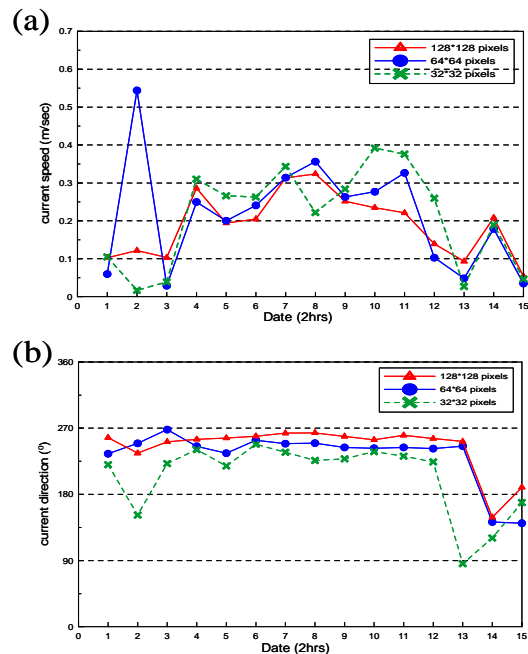 (a)
0.7
0.6
0.5
0.4
0.3
0.2
0.1
0
current speed (m/sec)
128*128 pixels
64*64 pixels
32*32 pixels
0 1 2 3 4 5 6 7 8 9 10 11 12 13 14 15
Date (2hrs)
(b)
360
270
180
90
0
current direction (°)
128*128 pixels
64*64 pixels
32*32 pixels
0 1 2 3 4 5 6 7 8 9 10 11 12 13 14 15
Date (2hrs)